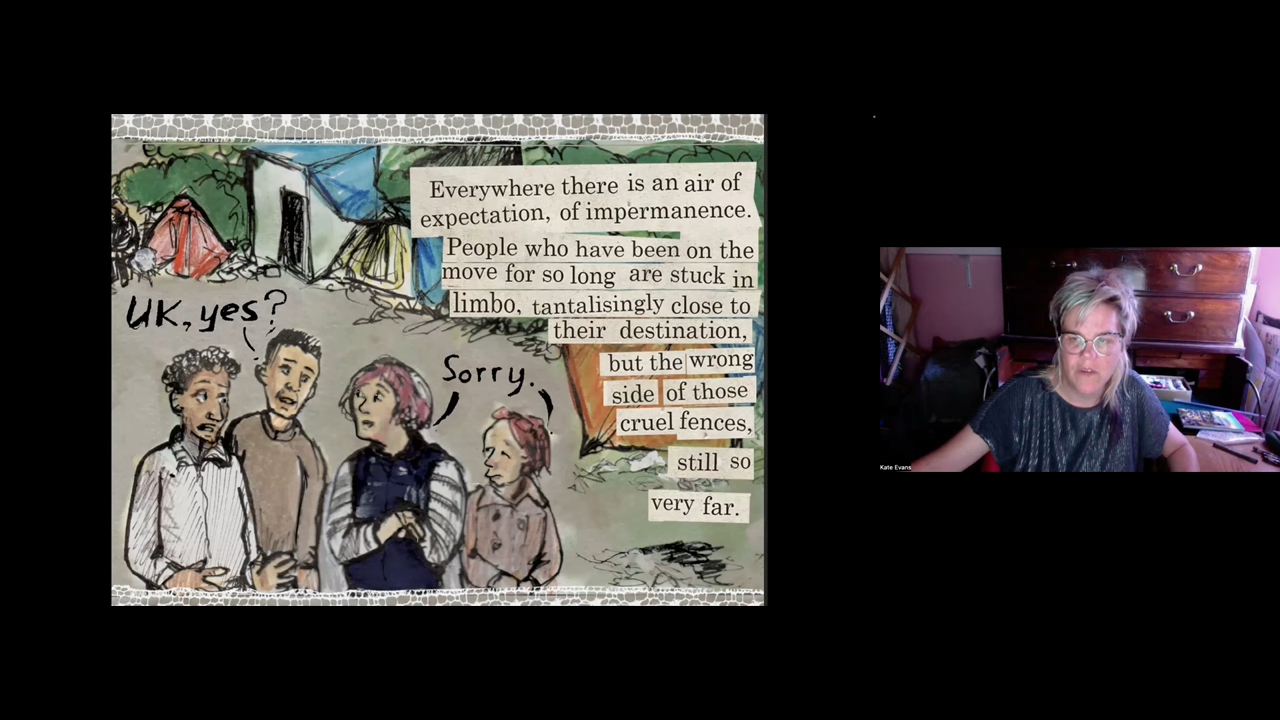 Everywhere there is an air of
expectation, of impermanence.
People who have been on the
move for so long are stuck in
limbo, tantalisingly close to
their destination,
but the wrong
side of those
cruel fences,
still so
very far.
UK, yes?
Sorry.
Kate Evans